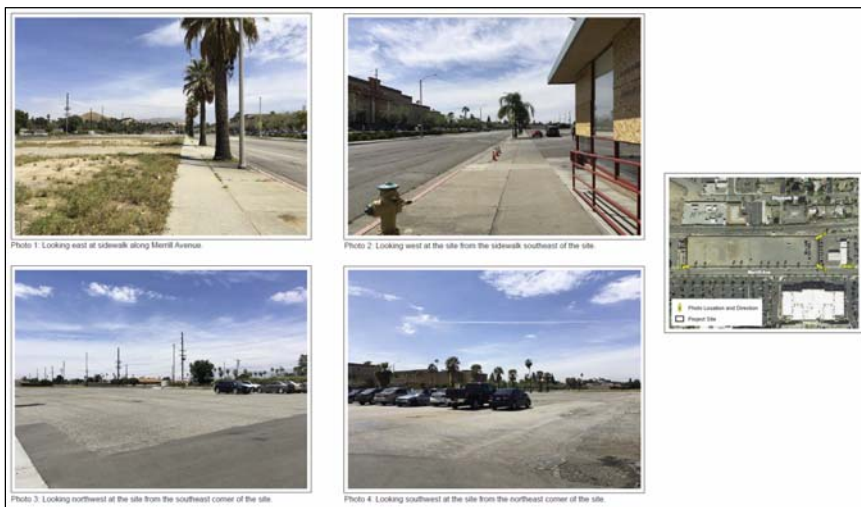 Photo 1: Looking east at sidewalk along Merrill Avenue.
Photo 2: Looking west at the site from the sidewalk southeast of the site.
Merrill Ave
Photo Location and Direction
Project Site
Photo 3: Looking northwest at the site from the southeast corner of the site.
Photo 4: Looking southwest at the site from the northeast corner of the site.